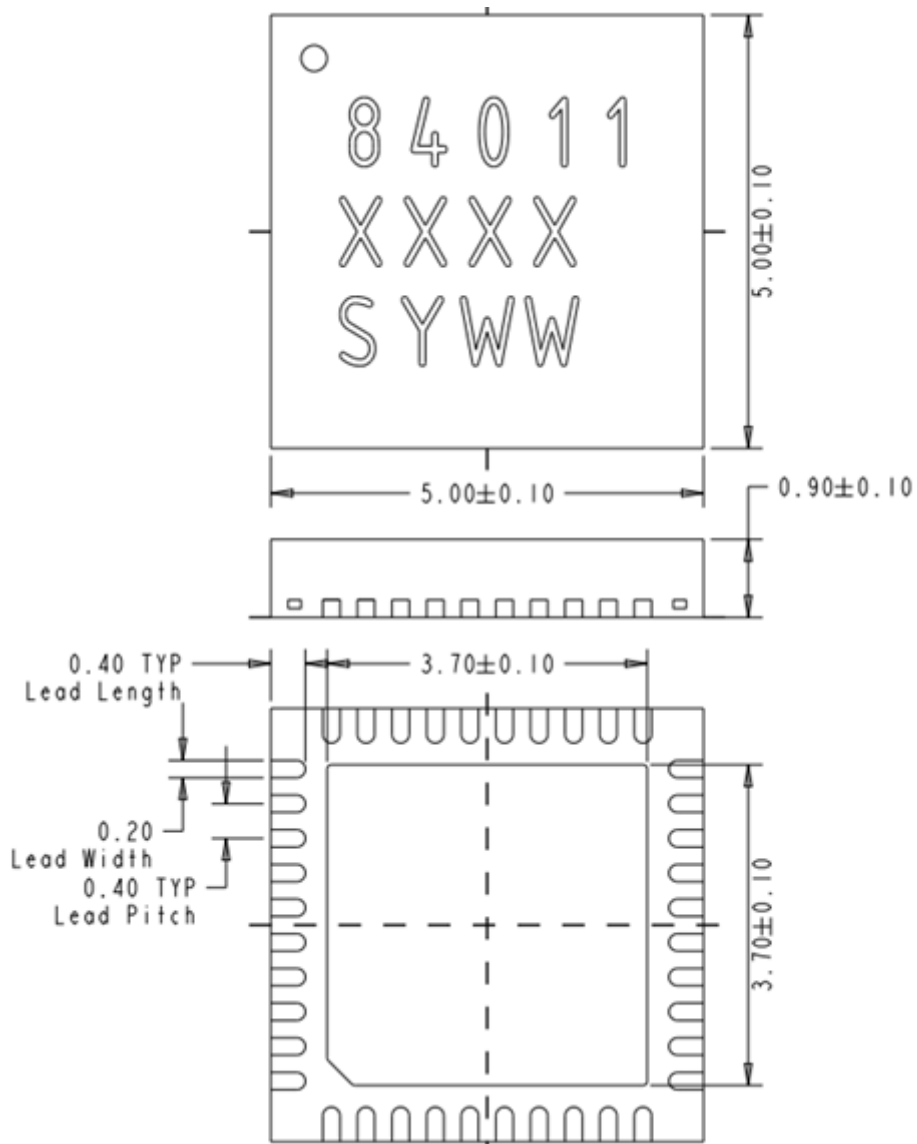 84011
XXXX
SYWW
5.00±0.10
5.00±0.10
0.90±0.10
0.40 TYP
Lead Length
3.70±0.10
0.20
Lead Width
0.40 TYP
Lead Pitch
3.70±0.10